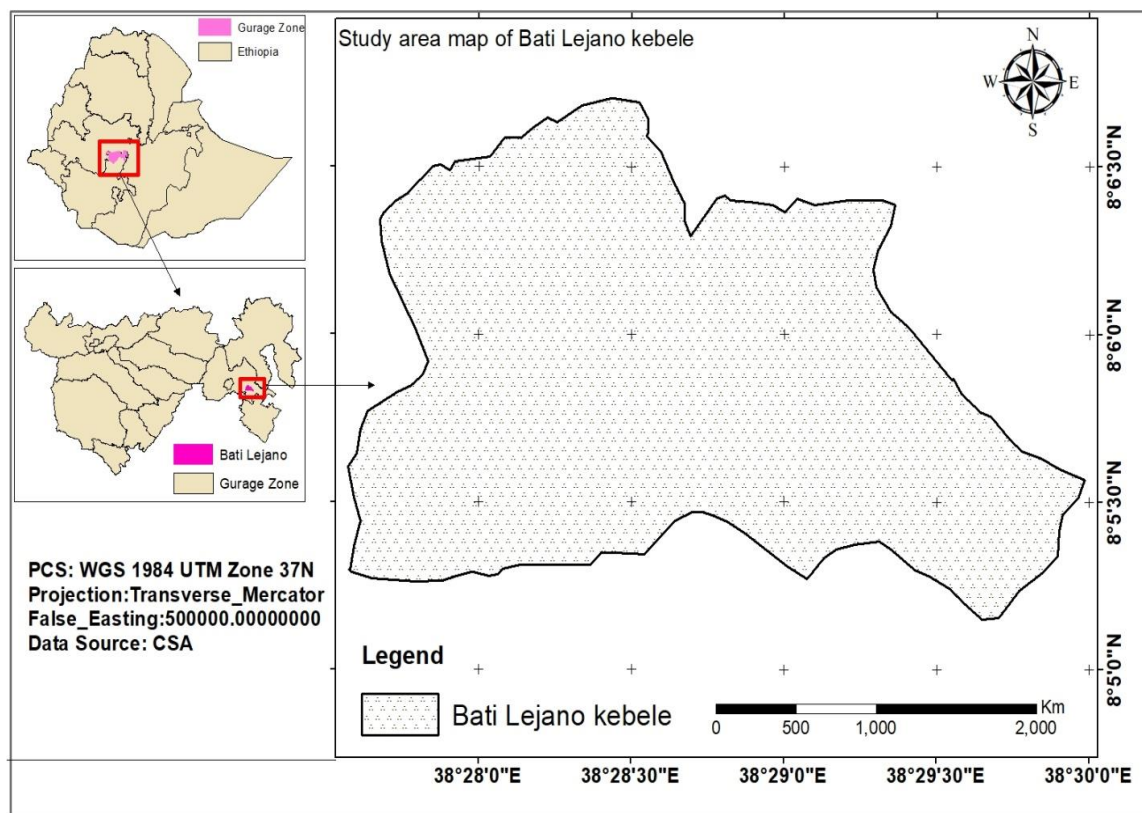 Gurage Zone
Ethiopia
Bati Lejano
Gurage Zone
PCS: WGS 1984 UTM Zone 37N
Projection:Transverse_Mercator
False_Easting:500000.00000000
Data Source: CSA
Study area map of Bati Lejano kebele
N
W
E
S
8°6'30"N
8°6'0"N
8°5'30"N
8°5'0"N
Legend
Bati Lejano kebele
Km
0 500 1,000 2,000
38°28'0"E 38°28'30"E 38°29'0"E 38°29'30"E 38°30'0"E